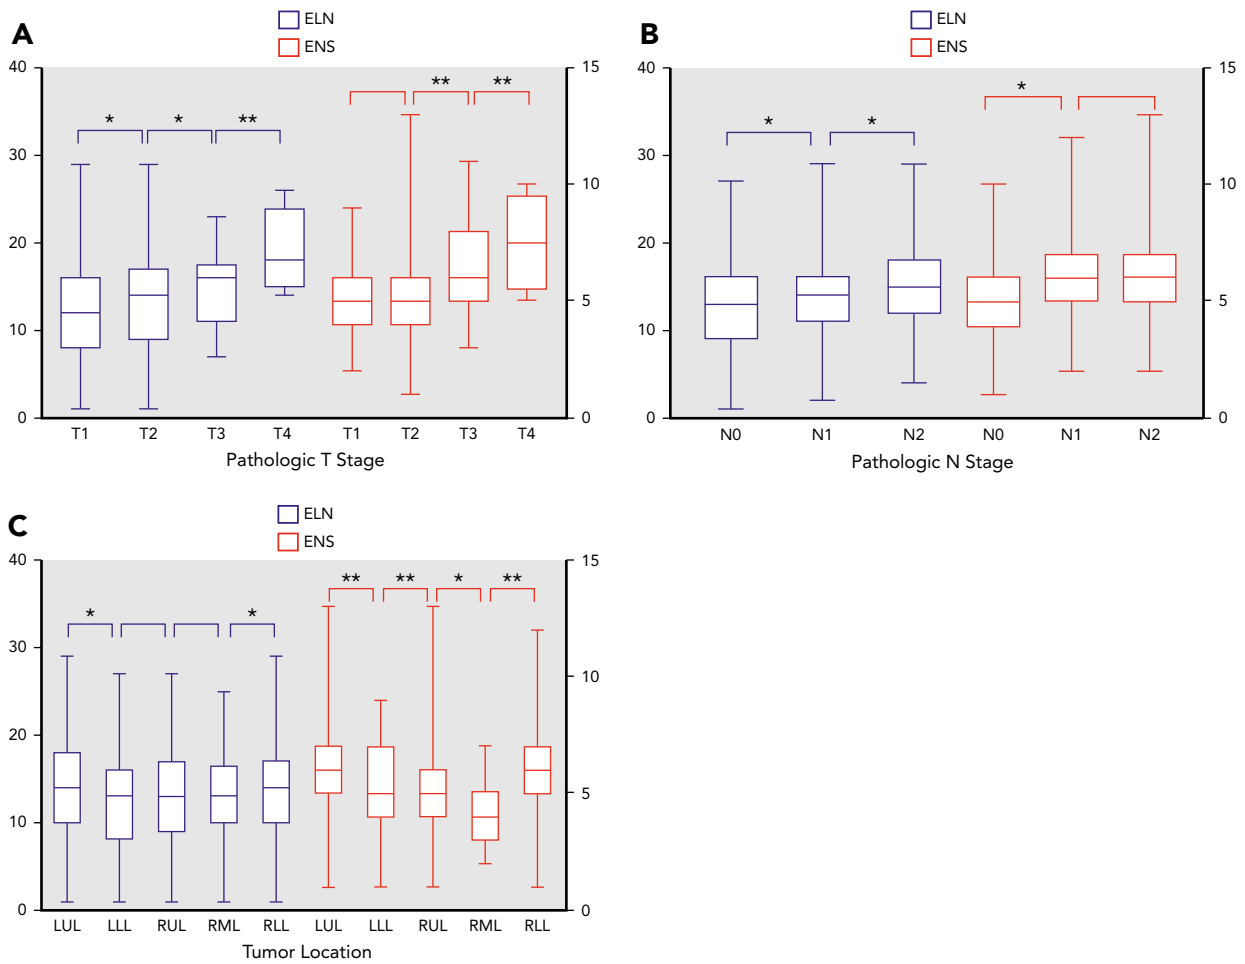 A
ELN
ENS
40
30
20
10
0
15
10
5
0
* * ** ** **
T1 T2 T3 T4 T1 T2 T3 T4
Pathologic T Stage
B
ELN
ENS
40
30
20
10
0
15
10
5
0
* * *
N0 N1 N2 N0 N1 N2
Pathologic N Stage
C
ELN
ENS
40
30
20
10
0
15
10
5
0
* * ** ** * **
LUL LLL RUL RML RLL LUL LLL RUL RML RLL
Tumor Location